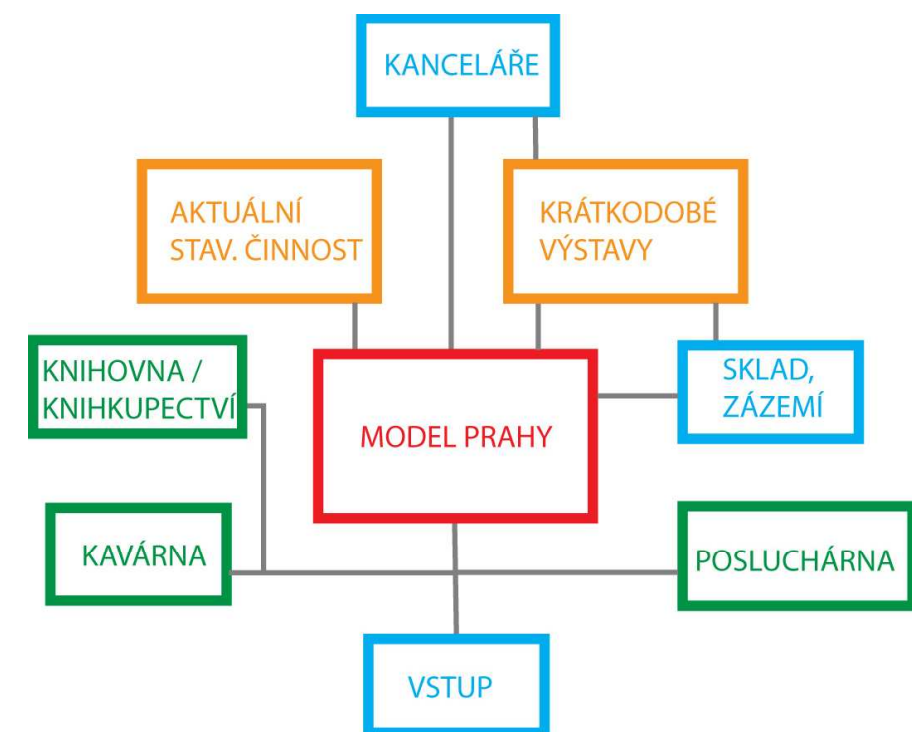 KANCELÁŘE
AKTUÁLNÍ
STAV. ČINNOST
KRÁTKODOBÉ
VÝSTAVY
KNIHOVNA /
KNIHKUPECTVÍ
MODEL PRAHY
SKLAD,
ZÁZEMÍ
KAVÁRNA
POSLUCHÁRNA
VSTUP